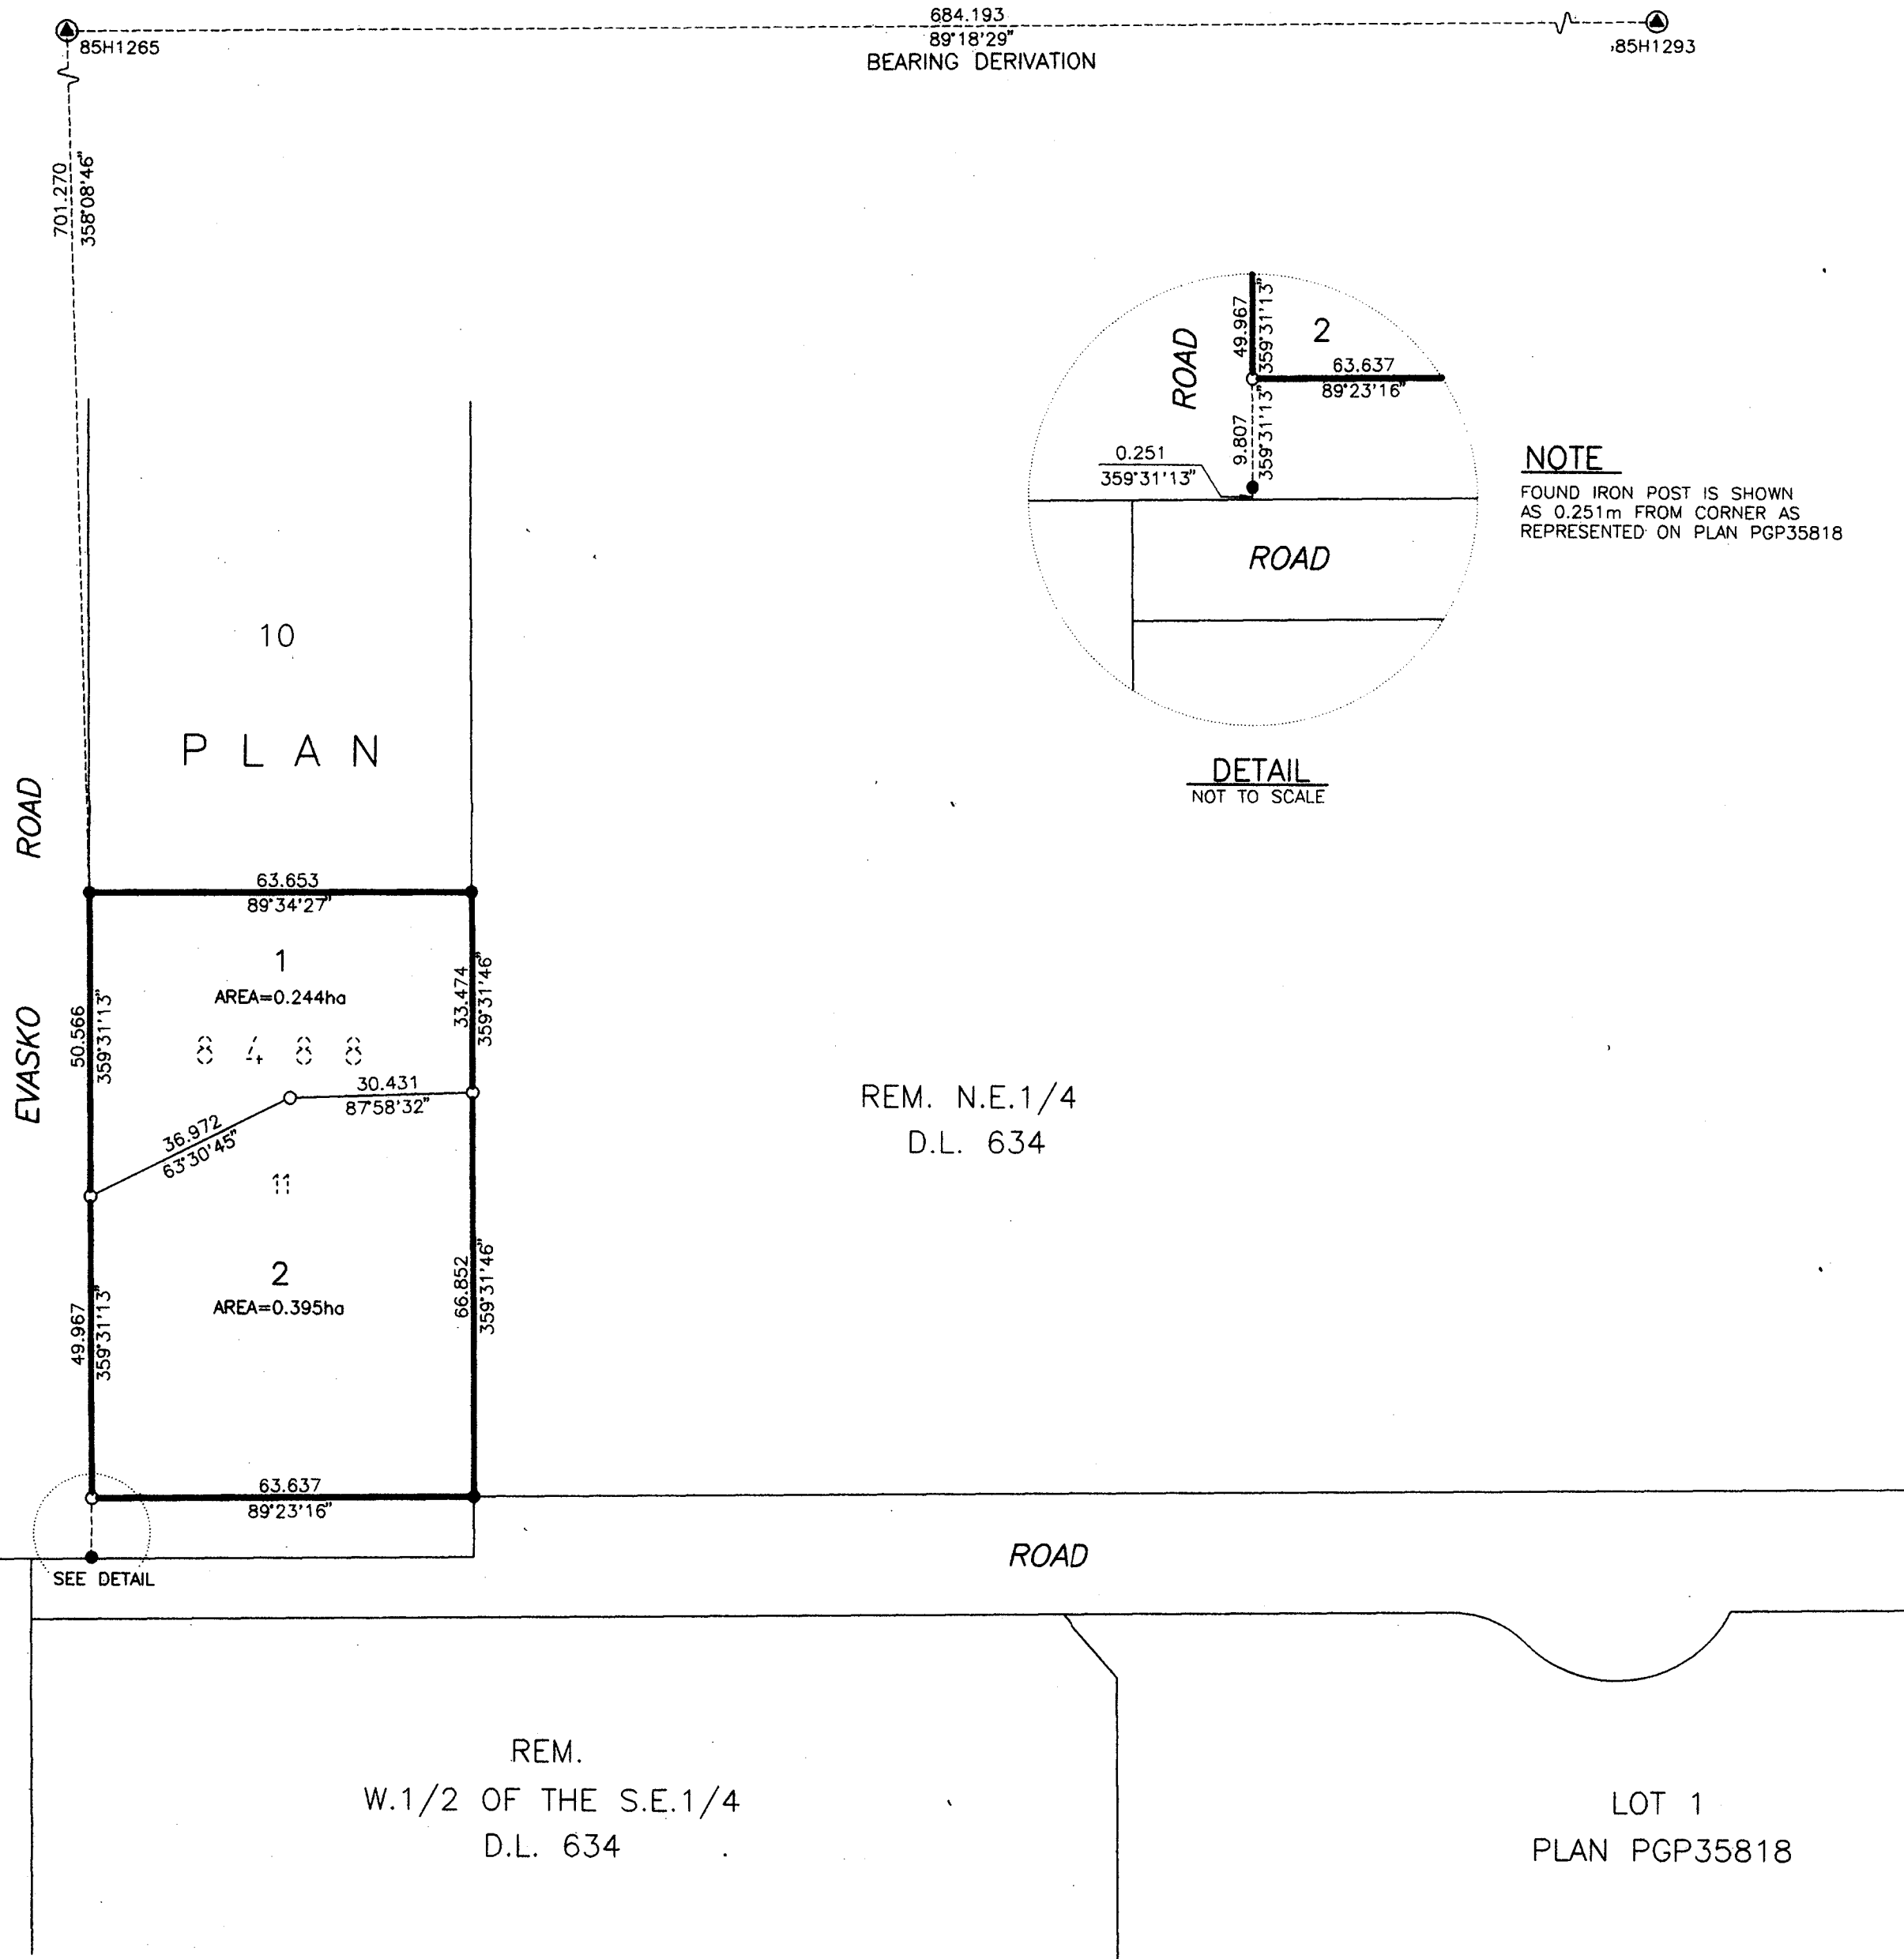 684.193
89°18'29"
BEARING DERIVATION
85H1265
85H1293
701.270
358°08'46"
ROAD
49.967
359°31'13"
2
63.637
89°23'16"
9.807
359°31'13"
0.251
359°31'13"
ROAD
NOTE
FOUND IRON POST IS SHOWN
AS 0.251m FROM CORNER AS
REPRESENTED ON PLAN PGP35818
DETAIL
NOT TO SCALE
10
PLAN
EVASKO ROAD
63.653
89°34'27"
1
AREA=0.244ha
50.566
359°31'13"
33.474
359°31'46"
8488
30.431
87°58'32"
36.972
63°30'45"
11
REM. N.E.1/4
D.L. 634
2
AREA=0.395ha
49.967
359°31'13"
66.852
359°31'46"
63.637
89°23'16"
SEE DETAIL
ROAD
REM.
W.1/2 OF THE S.E.1/4
D.L. 634
LOT 1
PLAN PGP35818